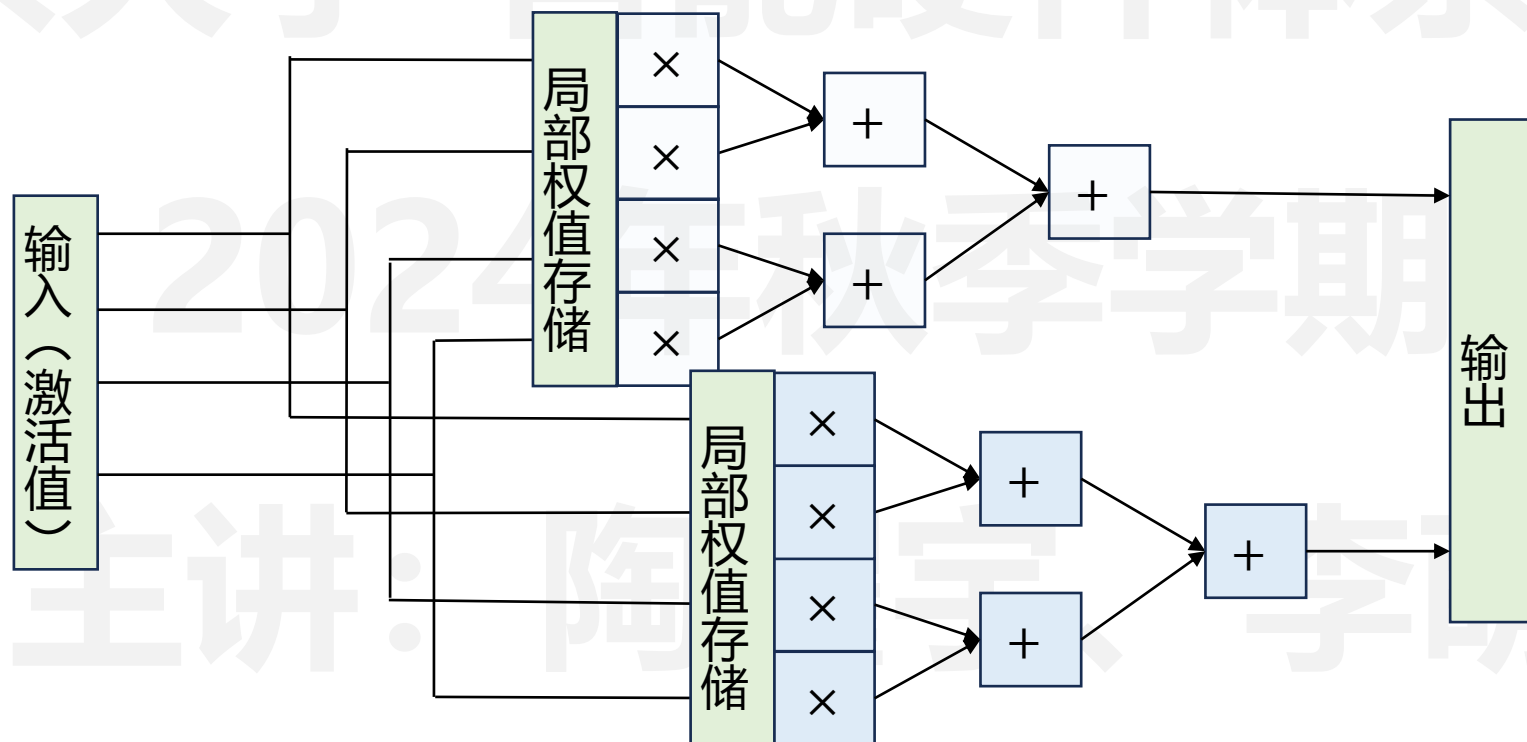 2024年秋季学期
主讲：
输入（激活值）
局部权值存储
×
×
×
×
+
+
+
局部权值存储
×
×
×
×
+
+
+
输出